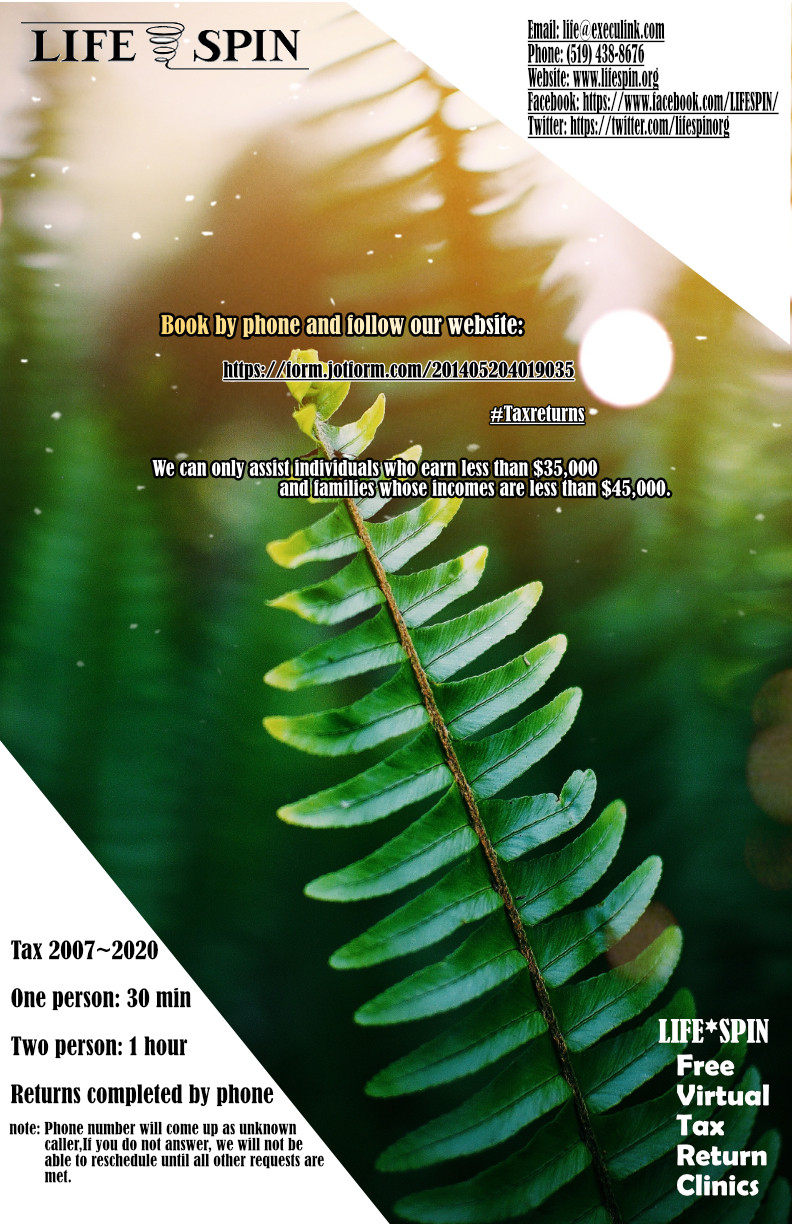 LIFE SPIN
Email: life@execulink.com
Phone: (519) 438-8676
Website: www.lifespin.org
Facebook: https://www.facebook.com/LIFESPIN/
Twitter: https://twitter.com/lifespinorg
Book by phone and follow our website:
https://form.jotform.com/201405204019035
#Taxreturns
We can only assist individuals who earn less than $35,000
and families whose incomes are less than $45,000.
Tax 2007~2020
One person: 30 min
Two person: 1 hour
Returns completed by phone
note: Phone number will come up as unknown
caller,If you do not answer, we will not be
able to reschedule until all other requests are
met.
LIFE*SPIN
Free
Virtual
Tax
Return
Clinics